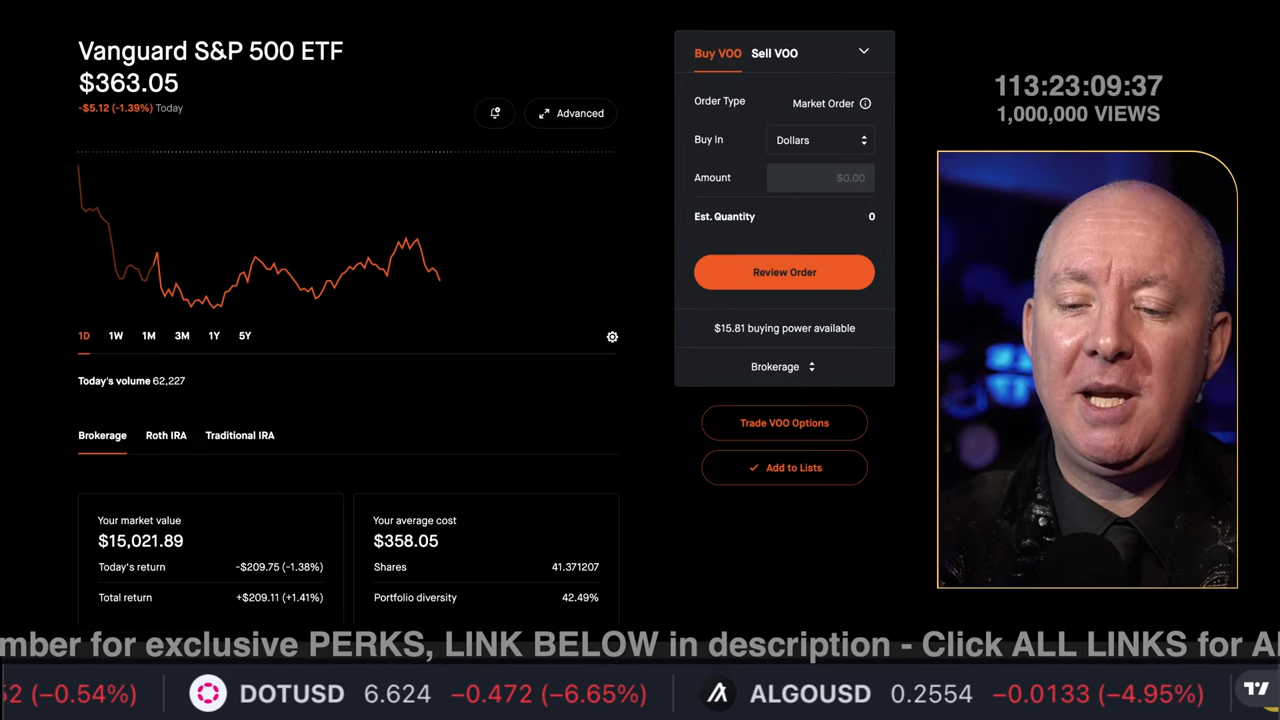 Vanguard S&P 500 ETF
$363.05
-$5.12 (-1.39%) Today
Advanced
1D 1W 1M 3M 1Y 5Y
Today's volume 62,227
Brokerage Roth IRA Traditional IRA
Your market value
$15,021.89
Today's return -$209.75 (-1.38%)
Total return +$209.11 (+1.41%)
Your average cost
$358.05
Shares 41.371207
Portfolio diversity 42.49%
Buy VOO Sell VOO
Order Type Market Order
Buy In Dollars
Amount $0.00
Est. Quantity 0
Review Order
$15.81 buying power available
Brokerage
Trade VOO Options
Add to Lists
113:23:09:37
1,000,000 VIEWS
mber for exclusive PERKS, LINK BELOW in description - Click ALL LINKS for A
2 (−0.54%) DOTUSD 6.624 −0.472 (−6.65%) ALGOUSD 0.2554 −0.0133 (−4.95%)